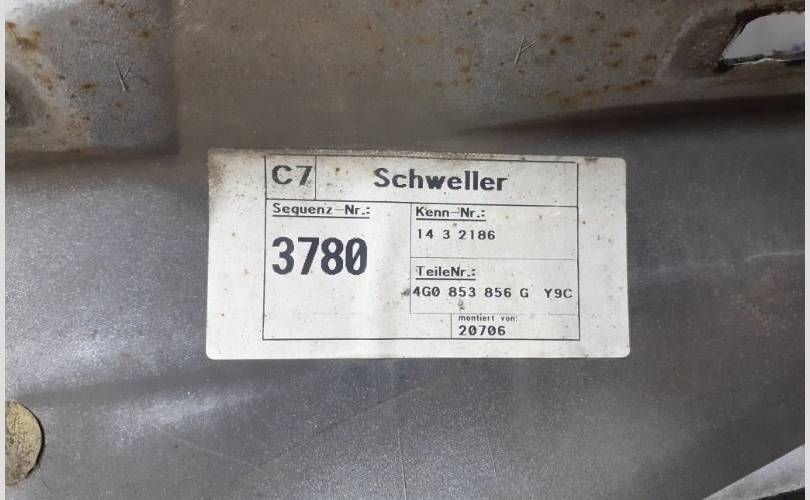 C7 Schweller
Sequenz-Nr.:
3780
Kenn-Nr.:
14 3 2186
TeileNr.:
4G0 853 856 G Y9C
montiert von:
20706